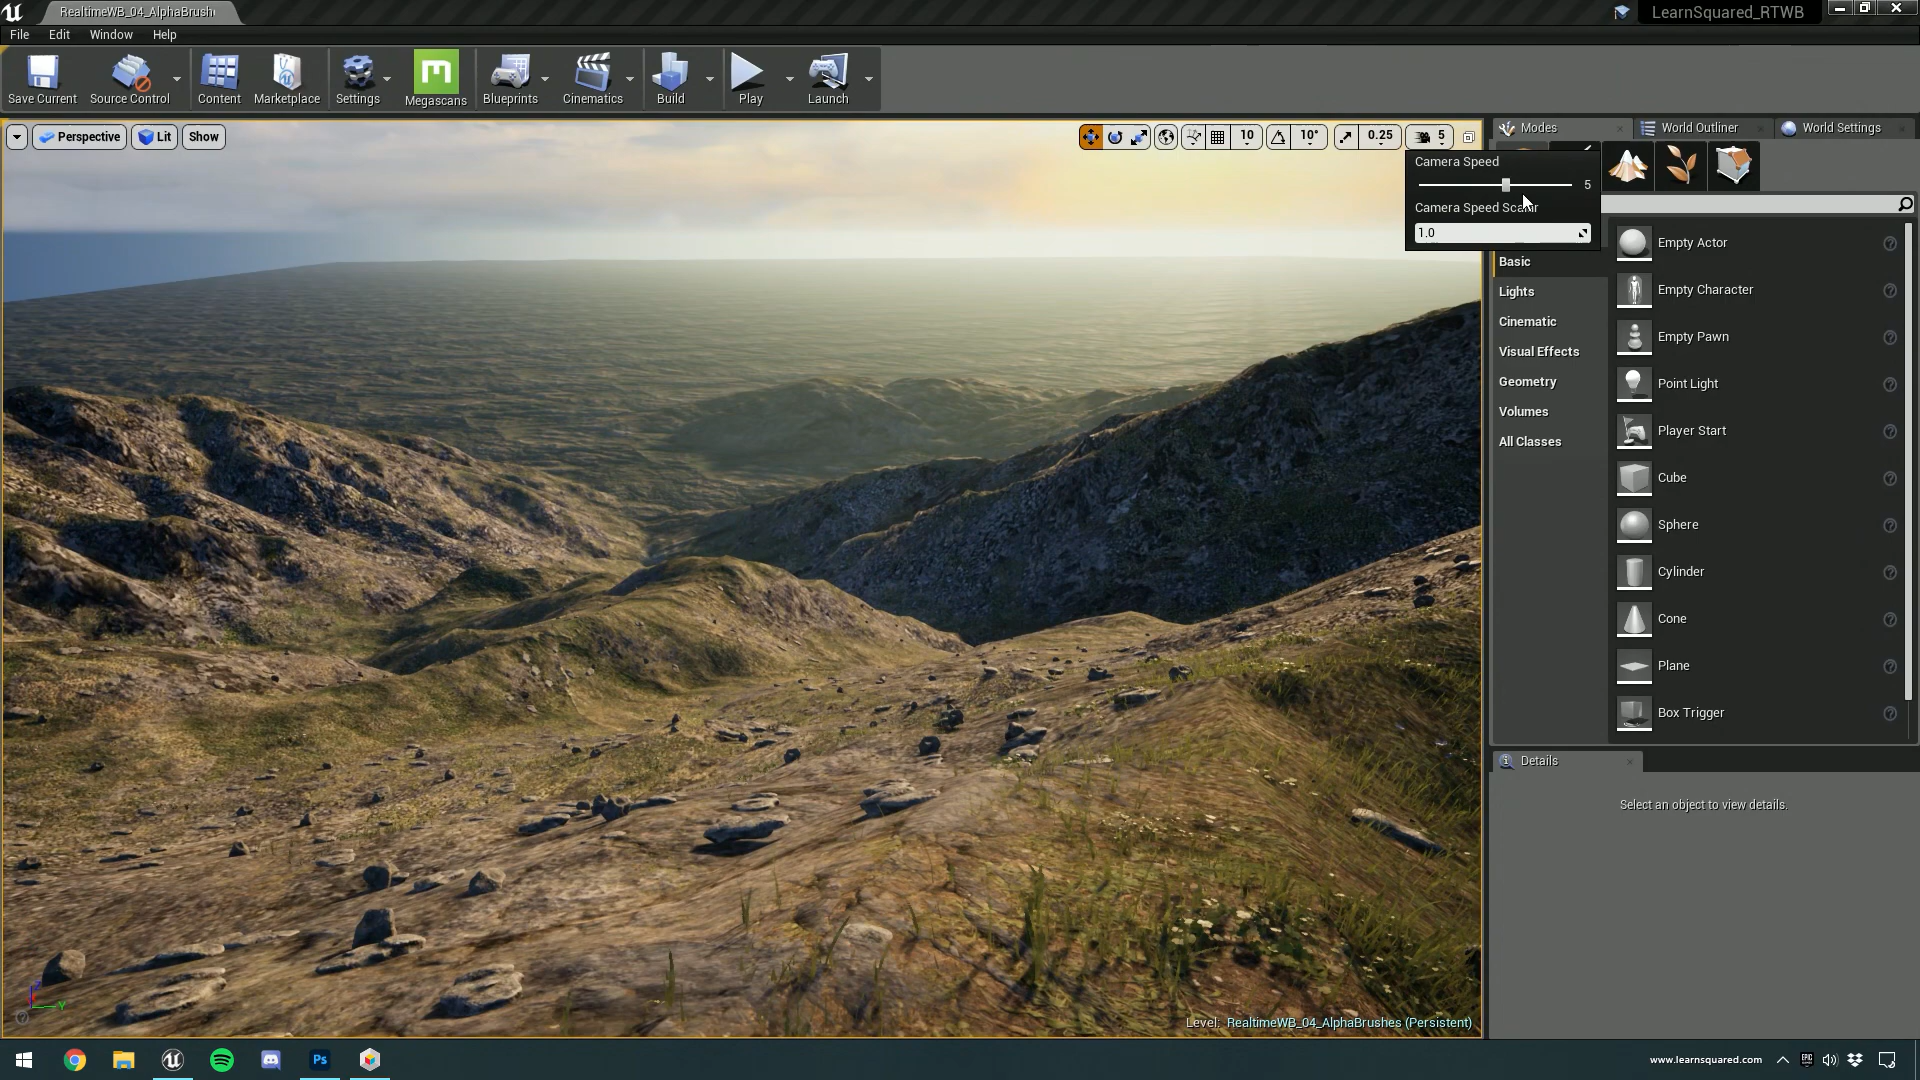 RealtimeWB_04_AlphaBrush
LearnSquared_RTWB
File Edit Window Help
Save Current Source Control Content Marketplace Settings Megascans Blueprints Cinematics Build Play Launch
Perspective Lit Show
10 10° 0.25 5
Camera Speed
5
Camera Speed
1.0
Modes World Outliner World Settings
Basic
Lights
Cinematic
Visual Effects
Geometry
Volumes
All Classes
Empty Actor
Empty Character
Empty Pawn
Point Light
Player Start
Cube
Sphere
Cylinder
Cone
Plane
Box Trigger
Details
Select an object to view details.
Level: RealtimeWB_04_AlphaBrushes (Persistent)
Ps
www.learnsquared.com
EPIC